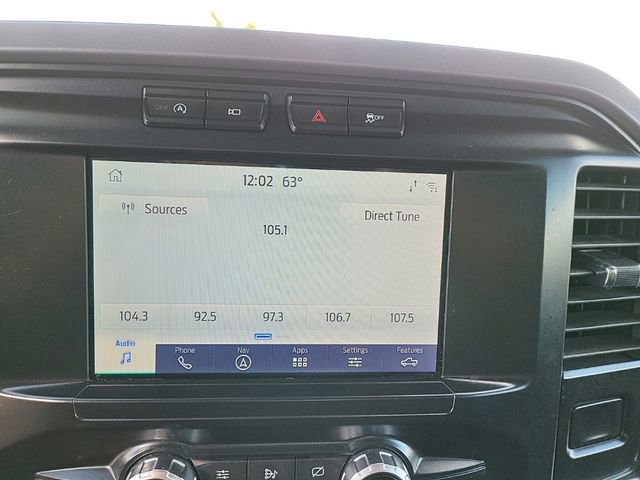 OFF
OFF
12:02 63°
Sources
Direct Tune
105.1
104.3 92.5 97.3 106.7 107.5
Audio Phone Nav Apps Settings Features